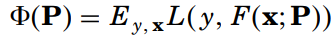 Φ(P) = E_{y,x}L(y, F(x; P))